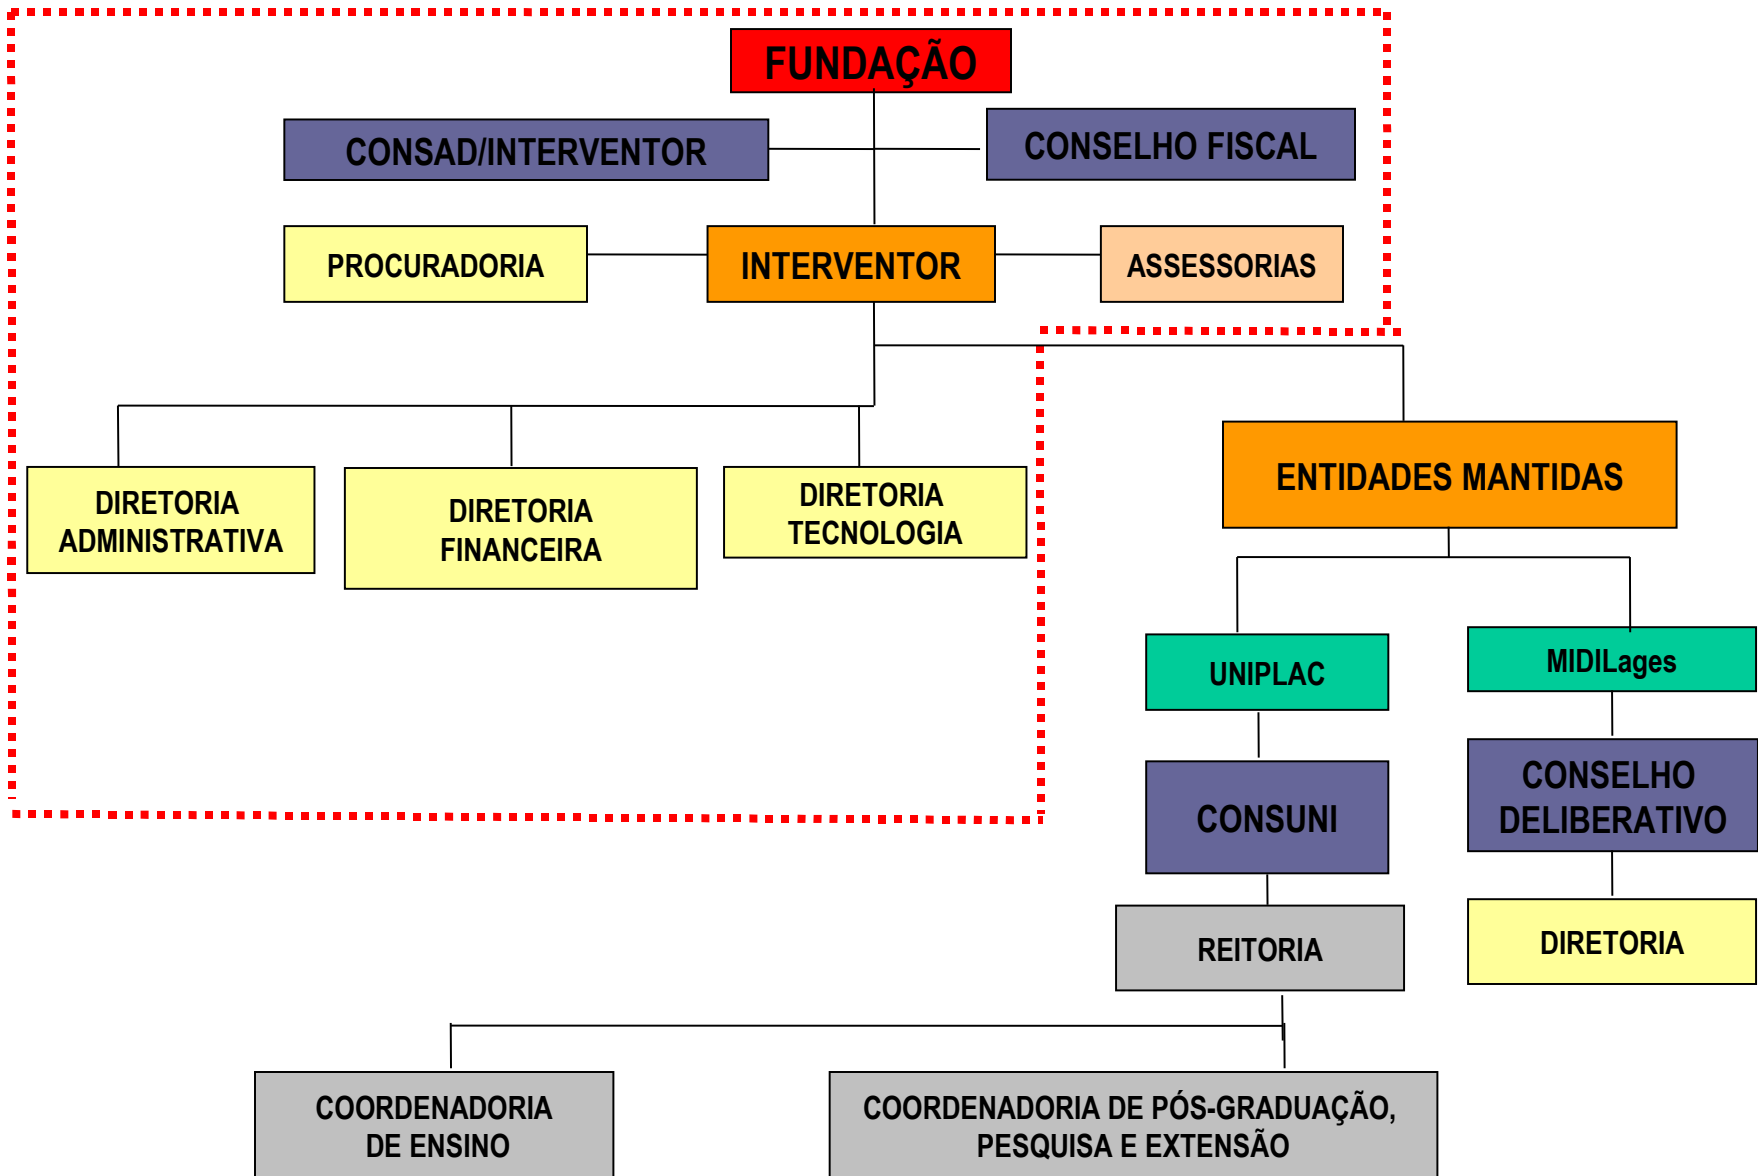 FUNDAÇÃO
CONSAD/INTERVENTOR
CONSELHO FISCAL
PROCURADORIA
INTERVENTOR
ASSESSORIAS
DIRETORIA
ADMINISTRATIVA
DIRETORIA
FINANCEIRA
DIRETORIA
TECNOLOGIA
ENTIDADES MANTIDAS
UNIPLAC
MIDILages
CONSUNI
CONSELHO
DELIBERATIVO
REITORIA
DIRETORIA
COORDENADORIA
DE ENSINO
COORDENADORIA DE PÓS-GRADUAÇÃO,
PESQUISA E EXTENSÃO